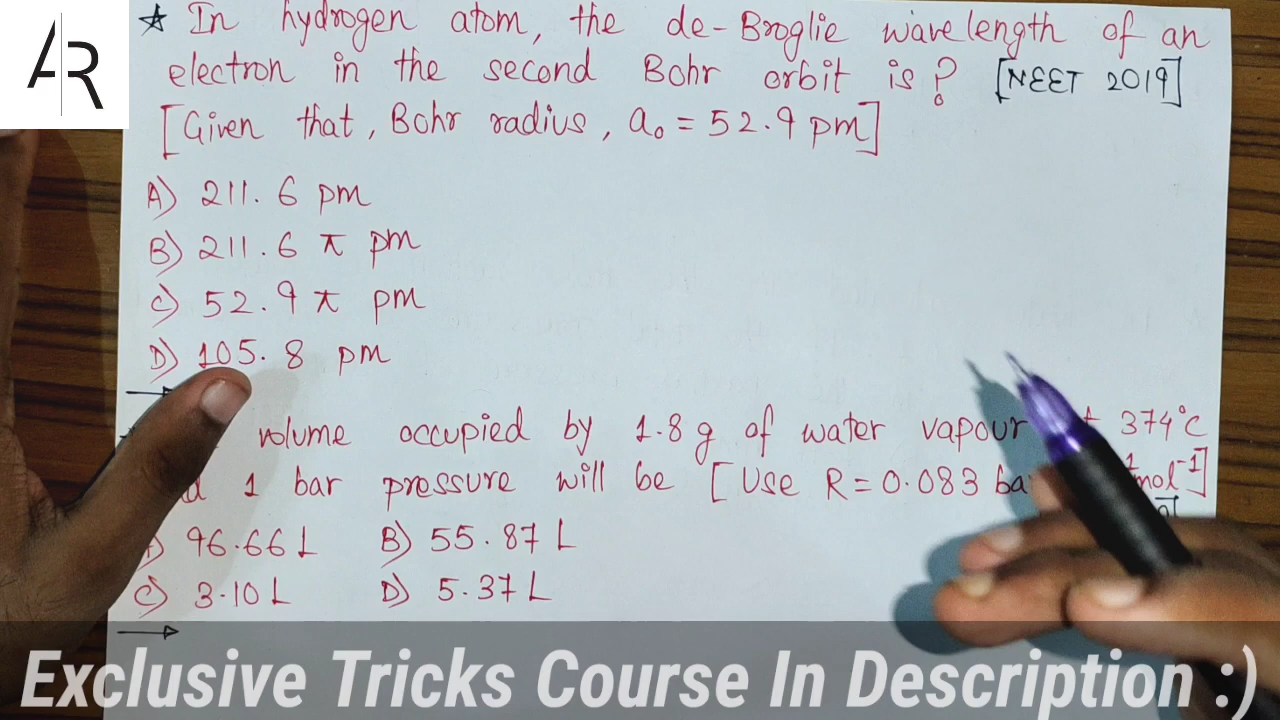 AR
☆ In hydrogen atom, the de-Broglie wavelength of an
electron in the second Bohr orbit is? [NEET 2019]
[Given that, Bohr radius, a₀ = 52.9 pm]
A) 211.6 pm
B) 211.6 π pm
C) 52.9 π pm
D) 105.8 pm
volume occupied by 1.8 g of water vapour 374°C
1 bar pressure will be [Use R = 0.083 mol⁻¹]
96.66 L B) 55.87 L
C) 3.10 L D) 5.37 L
Exclusive Tricks Course In Description :)